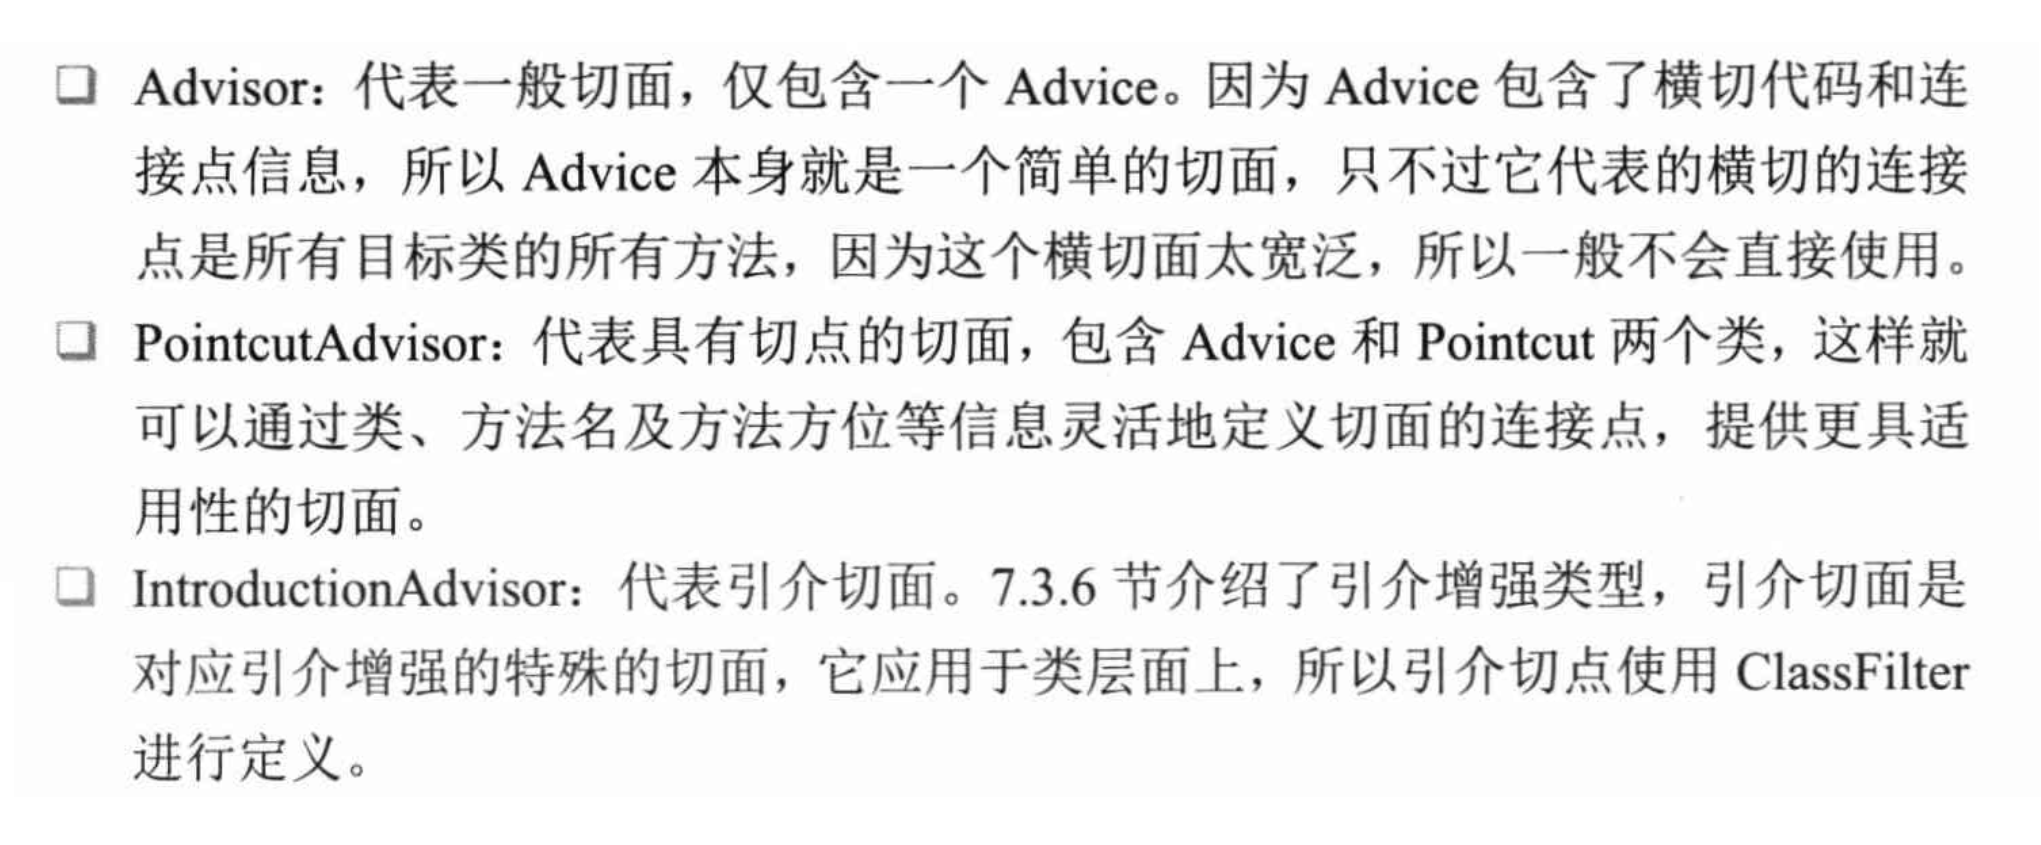 ❑ Advisor：代表一般切面，仅包含一个 Advice。因为 Advice 包含了横切代码和连
接点信息，所以 Advice 本身就是一个简单的切面，只不过它代表的横切的连接
点是所有目标类的所有方法，因为这个横切面太宽泛，所以一般不会直接使用。
❑ PointcutAdvisor：代表具有切点的切面，包含 Advice 和 Pointcut 两个类，这样就
可以通过类、方法名及方法方位等信息灵活地定义切面的连接点，提供更具适
用性的切面。
❑ IntroductionAdvisor：代表引介切面。7.3.6 节介绍了引介增强类型，引介切面是
对应引介增强的特殊的切面，它应用于类层面上，所以引介切点使用 ClassFilter
进行定义。